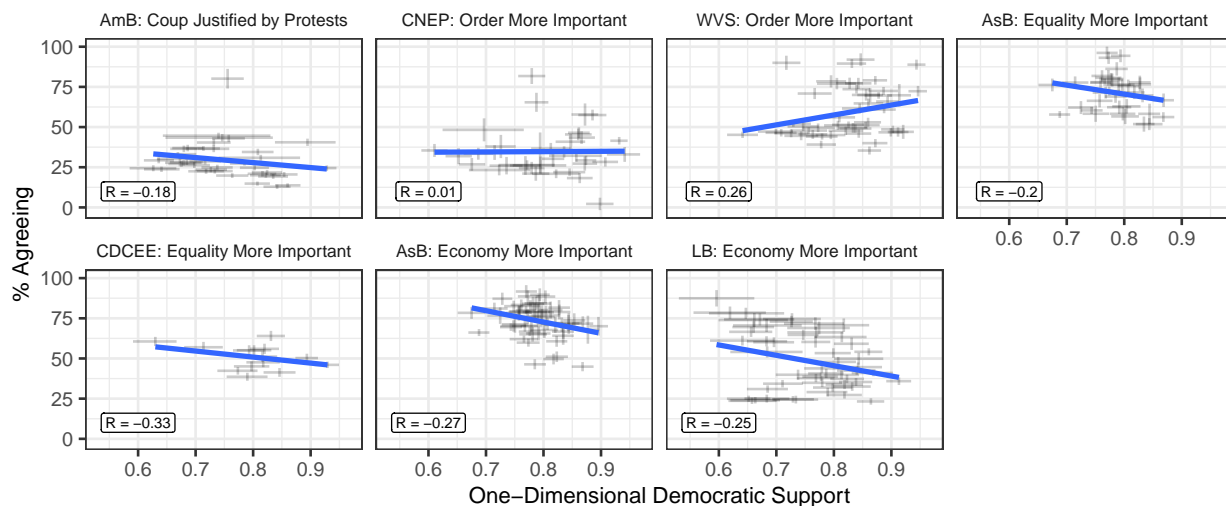 AmB: Coup Justified by Protests
CNEP: Order More Important
WVS: Order More Important
AsB: Equality More Important
100
75
50
25
0
R = −0.18
R = 0.01
R = 0.26
R = −0.2
0.6 0.7 0.8 0.9
CDCEE: Equality More Important
AsB: Economy More Important
LB: Economy More Important
100
75
50
25
0
R = −0.33
R = −0.27
R = −0.25
0.6 0.7 0.8 0.9
0.6 0.7 0.8 0.9
0.6 0.7 0.8 0.9
% Agreeing
One−Dimensional Democratic Support